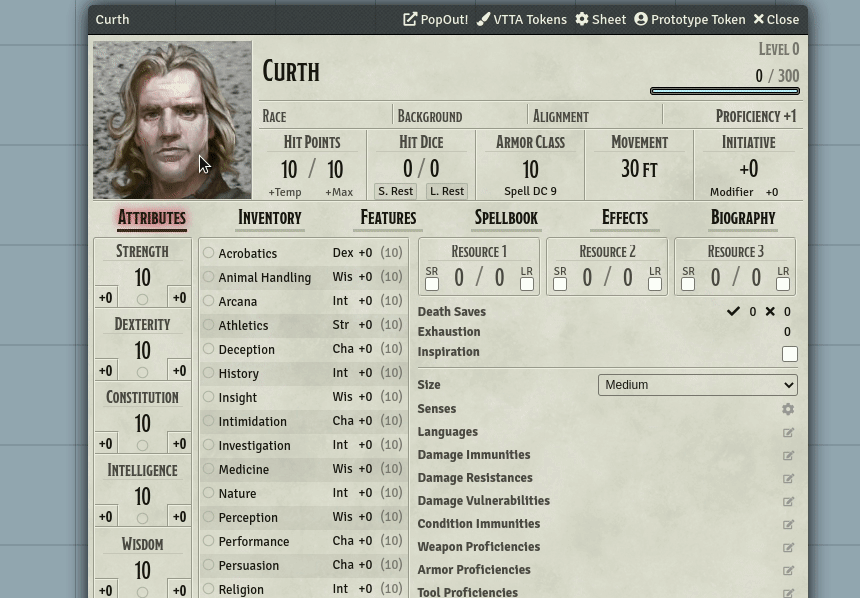 Curth
PopOut! VTTA Tokens Sheet Prototype Token Close
Curth
Level 0
0 / 300
Race Background Alignment Proficiency +1
Hit Points Hit Dice Armor Class Movement Initiative
10 / 10 0 / 0 10 30 ft +0
+Temp +Max S. Rest L. Rest Spell DC 9 Modifier +0
Attributes Inventory Features Spellbook Effects Biography
Strength
10
+0 +0
Dexterity
10
+0 +0
Constitution
10
+0 +0
Intelligence
10
+0 +0
Wisdom
10
+0 +0
Acrobatics Dex +0 (10)
Animal Handling Wis +0 (10)
Arcana Int +0 (10)
Athletics Str +0 (10)
Deception Cha +0 (10)
History Int +0 (10)
Insight Wis +0 (10)
Intimidation Cha +0 (10)
Investigation Int +0 (10)
Medicine Wis +0 (10)
Nature Int +0 (10)
Perception Wis +0 (10)
Performance Cha +0 (10)
Persuasion Cha +0 (10)
Religion Int +0 (10)
Resource 1 Resource 2 Resource 3
SR 0 / 0 LR SR 0 / 0 LR SR 0 / 0 LR
Death Saves 0 0
Exhaustion 0
Inspiration
Size Medium
Senses
Languages
Damage Immunities
Damage Resistances
Damage Vulnerabilities
Condition Immunities
Weapon Proficiencies
Armor Proficiencies
Tool Proficiencies